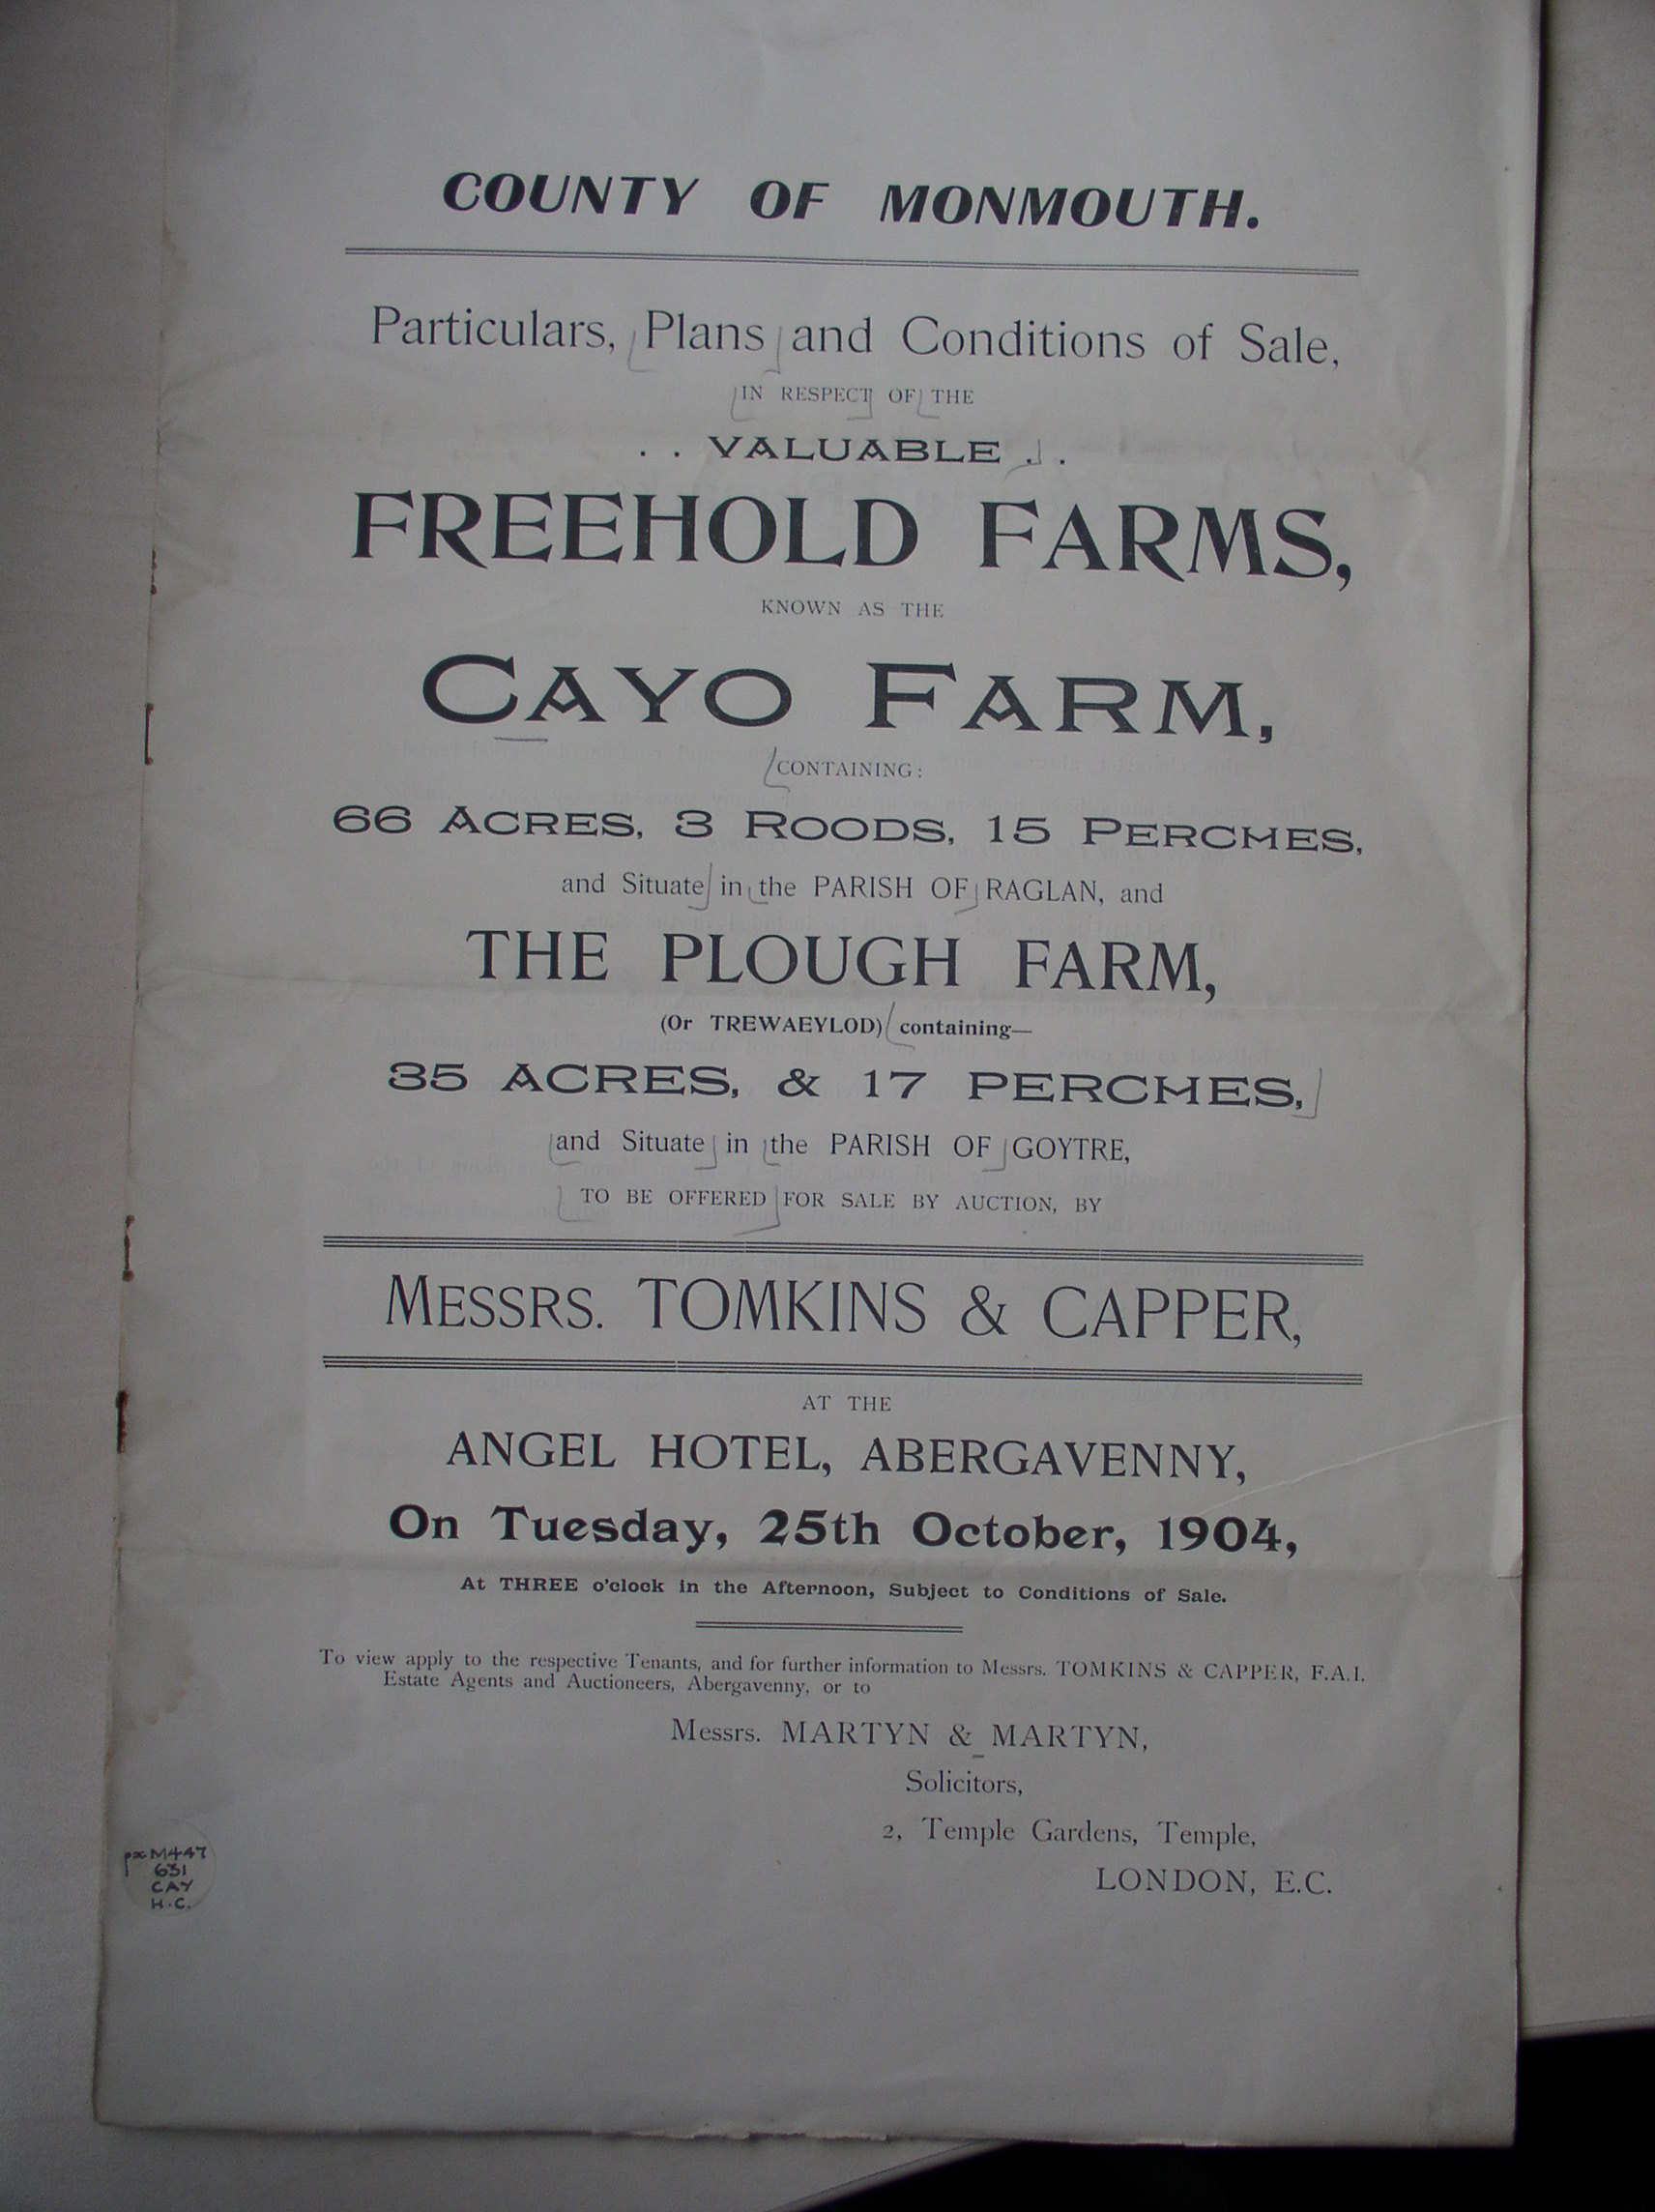 COUNTY OF MONMOUTH.
Particulars, Plans and Conditions of Sale,
IN RESPECT OF THE
. . VALUABLE . .
FREEHOLD FARMS,
KNOWN AS THE
CAYO FARM,
CONTAINING:
66 ACRES, 3 ROODS, 15 PERCHES,
and Situate in the PARISH OF RAGLAN, and
THE PLOUGH FARM,
(Or TREWAEYLOD) containing—
35 ACRES, & 17 PERCHES,
and Situate in the PARISH OF GOYTRE,
TO BE OFFERED FOR SALE BY AUCTION, BY
MESSRS. TOMKINS & CAPPER,
AT THE
ANGEL HOTEL, ABERGAVENNY,
On Tuesday, 25th October, 1904,
At THREE o'clock in the Afternoon, Subject to Conditions of Sale.
To view apply to the respective Tenants, and for further information to Messrs. TOMKINS & CAPPER, F.A.I.
Estate Agents and Auctioneers, Abergavenny, or to
Messrs. MARTYN & MARTYN,
Solicitors,
2, Temple Gardens, Temple,
LONDON, E.C.
pxM447
631
CAY
H.C.